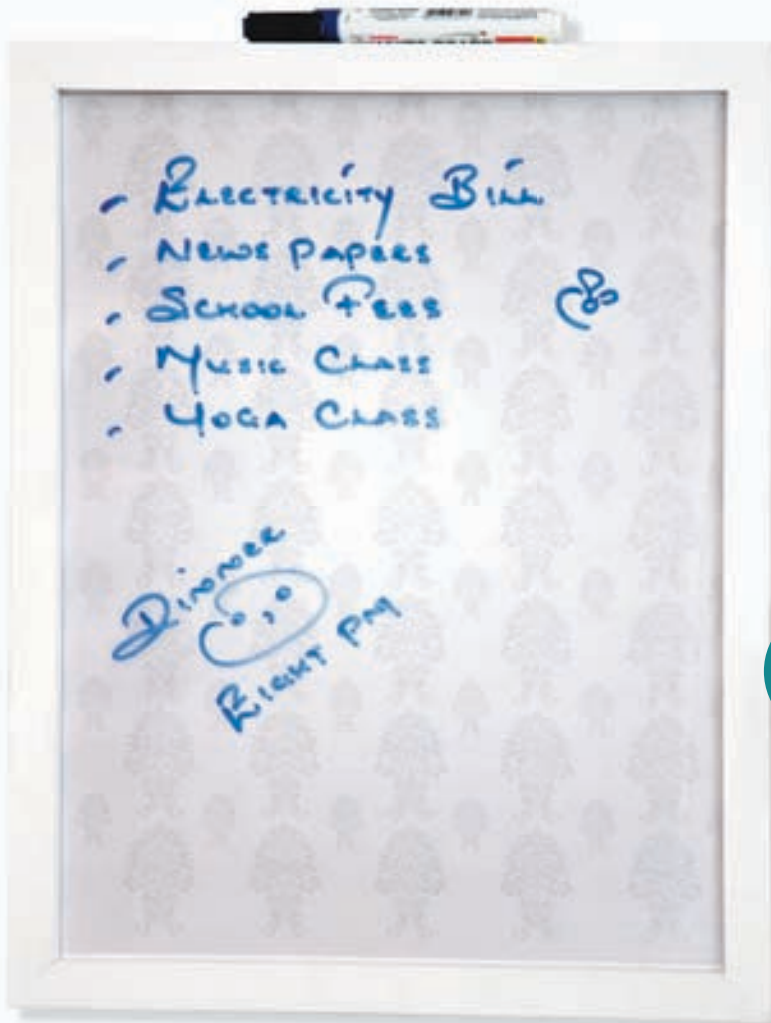 - Electricity Bill
- News Papers
- School Fees
- Music Class
- Yoga Class
Dinner
Eight PM